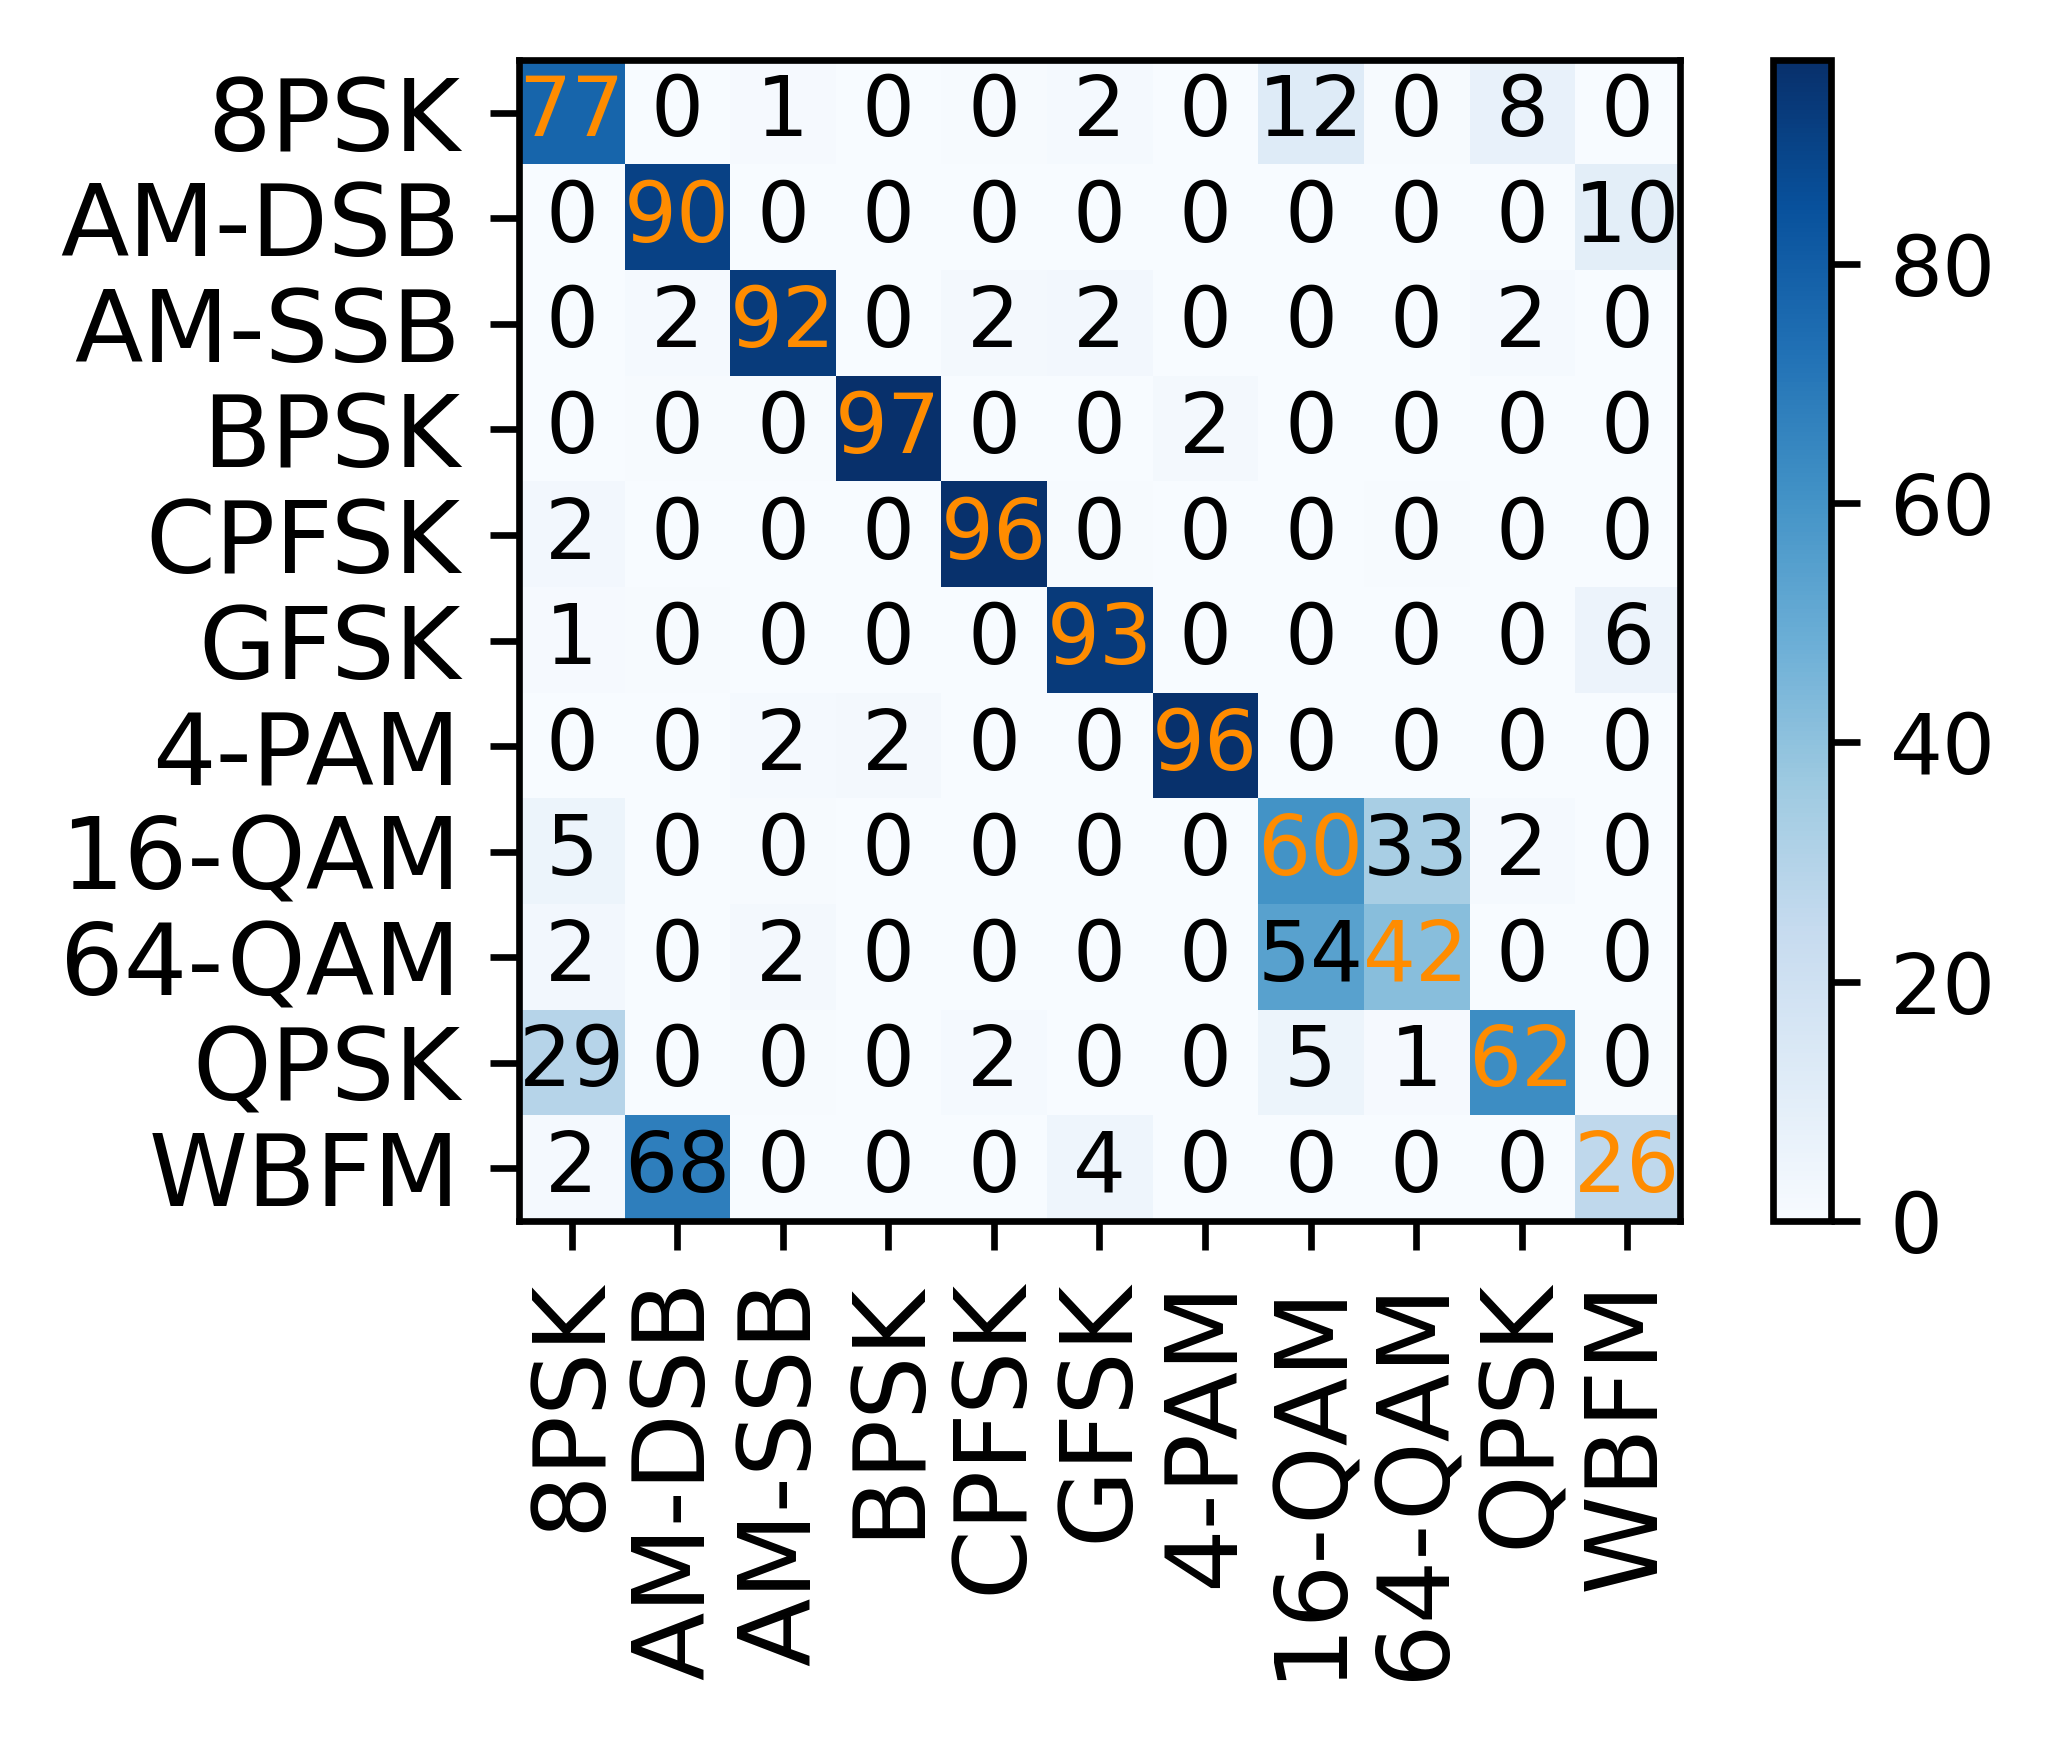 8PSK 77 0 1 0 0 2 0 12 0 8 0
AM-DSB 0 90 0 0 0 0 0 0 0 0 10
AM-SSB 0 2 92 0 2 2 0 0 0 2 0
BPSK 0 0 0 97 0 0 2 0 0 0 0
CPFSK 2 0 0 0 96 0 0 0 0 0 0
GFSK 1 0 0 0 0 93 0 0 0 0 6
4-PAM 0 0 2 2 0 0 96 0 0 0 0
16-QAM 5 0 0 0 0 0 0 60 33 2 0
64-QAM 2 0 2 0 0 0 0 54 42 0 0
QPSK 29 0 0 0 2 0 0 5 1 62 0
WBFM 2 68 0 0 0 4 0 0 0 0 26
8PSK
AM-DSB
AM-SSB
BPSK
CPFSK
GFSK
4-PAM
16-QAM
64-QAM
QPSK
WBFM
80
60
40
20
0